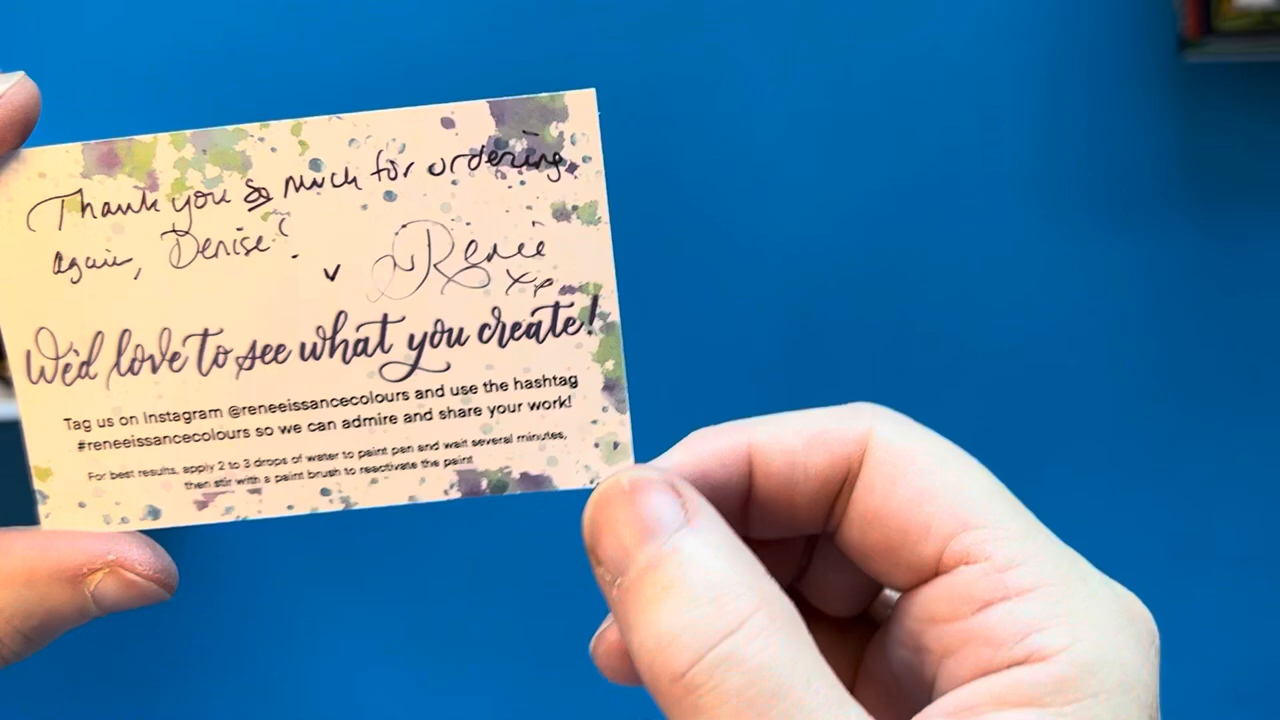 Thank you so much for ordering
again, Denise!
Renée
xx
We'd love to see what you create!
Tag us on Instagram @reneeissancecolours and use the hashtag
#reneeissancecolours so we can admire and share your work!
For best results, apply 2 to 3 drops of water to paint pan and wait several minutes,
then stir with a paint brush to reactivate the paint